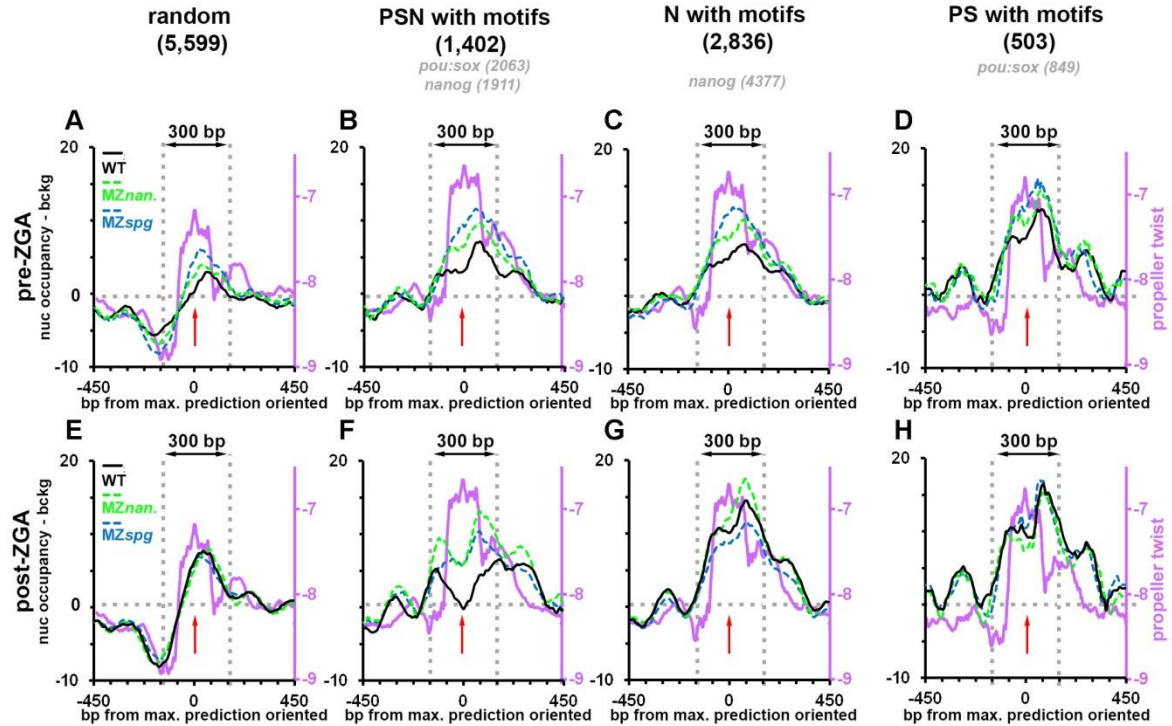 random
(5,599)
PSN with motifs
(1,402)
pou:sox (2063)
nanog (1911)
N with motifs
(2,836)
nanog (4377)
PS with motifs
(503)
pou:sox (849)
pre-ZGA
nuc occupancy - bckg
A
300 bp
WT
MZnan.
MZspg
20
0
-10
-450 0 450
bp from max. prediction oriented
-7
-8
-9
B
300 bp
20
0
-10
-450 0 450
bp from max. prediction oriented
-7
-8
-9
C
300 bp
20
0
-10
-450 0 450
bp from max. prediction oriented
-7
-8
-9
D
300 bp
20
0
-10
-450 0 450
bp from max. prediction oriented
-7
-8
-9
propeller twist
post-ZGA
nuc occupancy - bckg
E
300 bp
WT
MZnan.
MZspg
20
0
-10
-450 0 450
bp from max. prediction oriented
-7
-8
-9
F
300 bp
20
0
-10
-450 0 450
bp from max. prediction oriented
-7
-8
-9
G
300 bp
20
0
-10
-450 0 450
bp from max. prediction oriented
-7
-8
-9
H
300 bp
20
0
-10
-450 0 450
bp from max. prediction oriented
-7
-8
-9
propeller twist